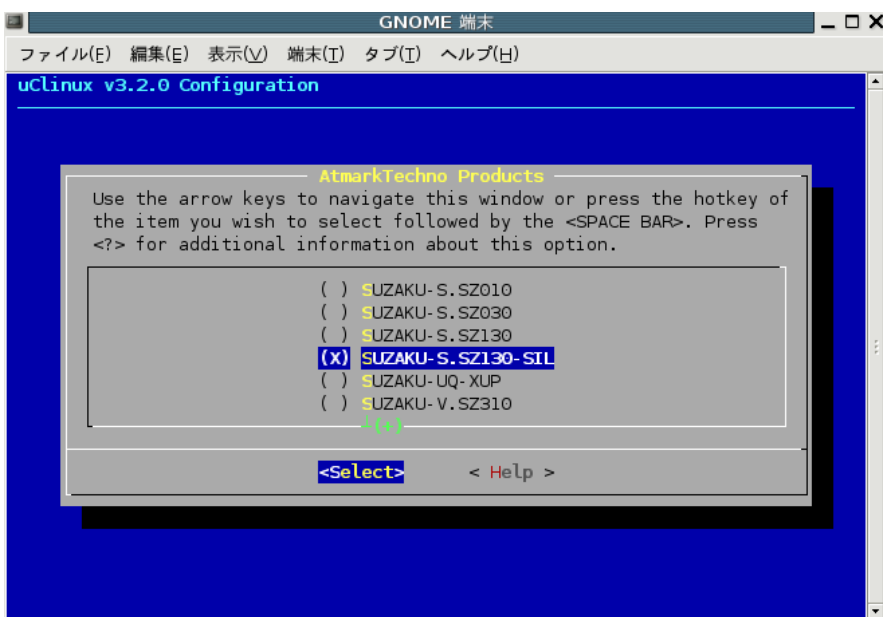 GNOME 端末
ファイル(F) 編集(E) 表示(V) 端末(T) タブ(T) ヘルプ(H)
uClinux v3.2.0 Configuration
AtmarkTechno Products
Use the arrow keys to navigate this window or press the hotkey of
the item you wish to select followed by the <SPACE BAR>. Press
<?> for additional information about this option.
( ) SUZAKU-S.SZ010
( ) SUZAKU-S.SZ030
( ) SUZAKU-S.SZ130
(X) SUZAKU-S.SZ130-SIL
( ) SUZAKU-UQ-XUP
( ) SUZAKU-V.SZ310
┴(+)
<Select> < Help >